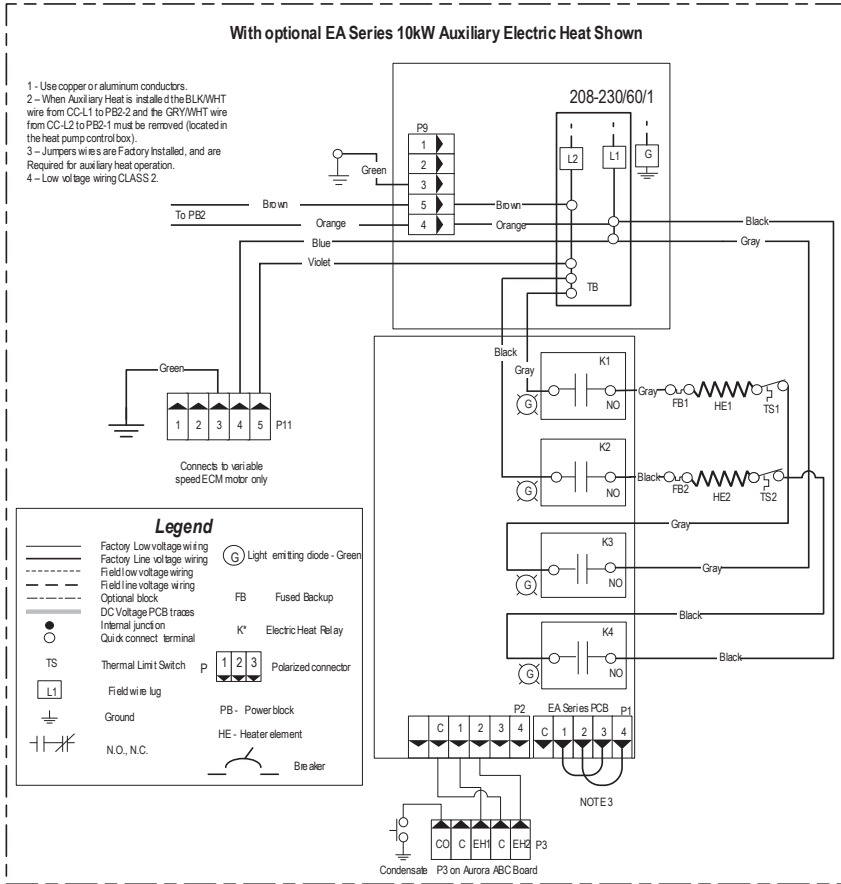 With optional EA Series 10kW Auxiliary Electric Heat Shown
1 - Use copper or aluminum conductors.
2 – When Auxiliary Heat is installed the BLK/WHT
wire from CC-L1 to PB2-2 and the GRY/WHT wire
from CC-L2 to PB2-1 must be removed (located in
the heat pump control box).
3 – Jumpers wires are Factory Installed, and are
Required for auxiliary heat operation.
4 – Low voltage wiring CLASS 2.
208-230/60/1
P9
1
2
3
5
4
Green
L2
L1
G
To PB2
Brown
Brown
Orange
Orange
Black
Blue
Gray
Violet
TB
Black
Gray
Green
1 2 3 4 5 P11
Connects to variable
speed ECM motor only
K1
G
NO
Gray
FB1
HE1
TS1
K2
G
NO
Black
FB2
HE2
TS2
Gray
K3
G
NO
Gray
Black
K4
G
NO
Black
Legend
Factory Low voltage wiring
Factory Line voltage wiring
Field low voltage wiring
Field line voltage wiring
Optional block
DC Voltage PCB traces
Internal junction
Quick connect terminal
TS Thermal Limit Switch
L1 Field wire lug
Ground
N.O., N.C.
G Light emitting diode - Green
FB Fused Backup
K* Electric Heat Relay
P 1 2 3 Polarized connector
PB - Power block
HE - Heater element
Breaker
P2 EA Series PCB P1
C 1 2 3 4
C 1 2 3 4
NOTE 3
CO C EH1 C EH2 P3
Condensate P3 on Aurora ABC Board